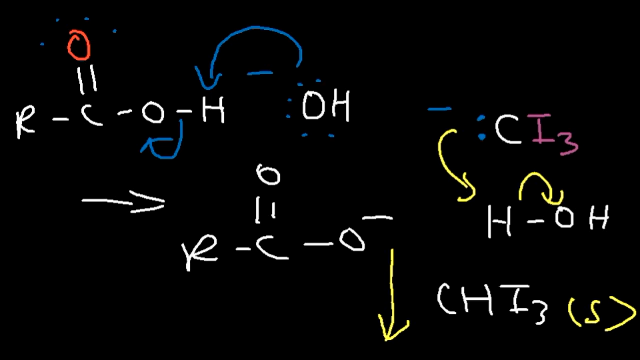 O
||
R - C - O - H
- :OH
- :CI3
H - OH
→
O
||
R - C - O-
CHI3 (s)